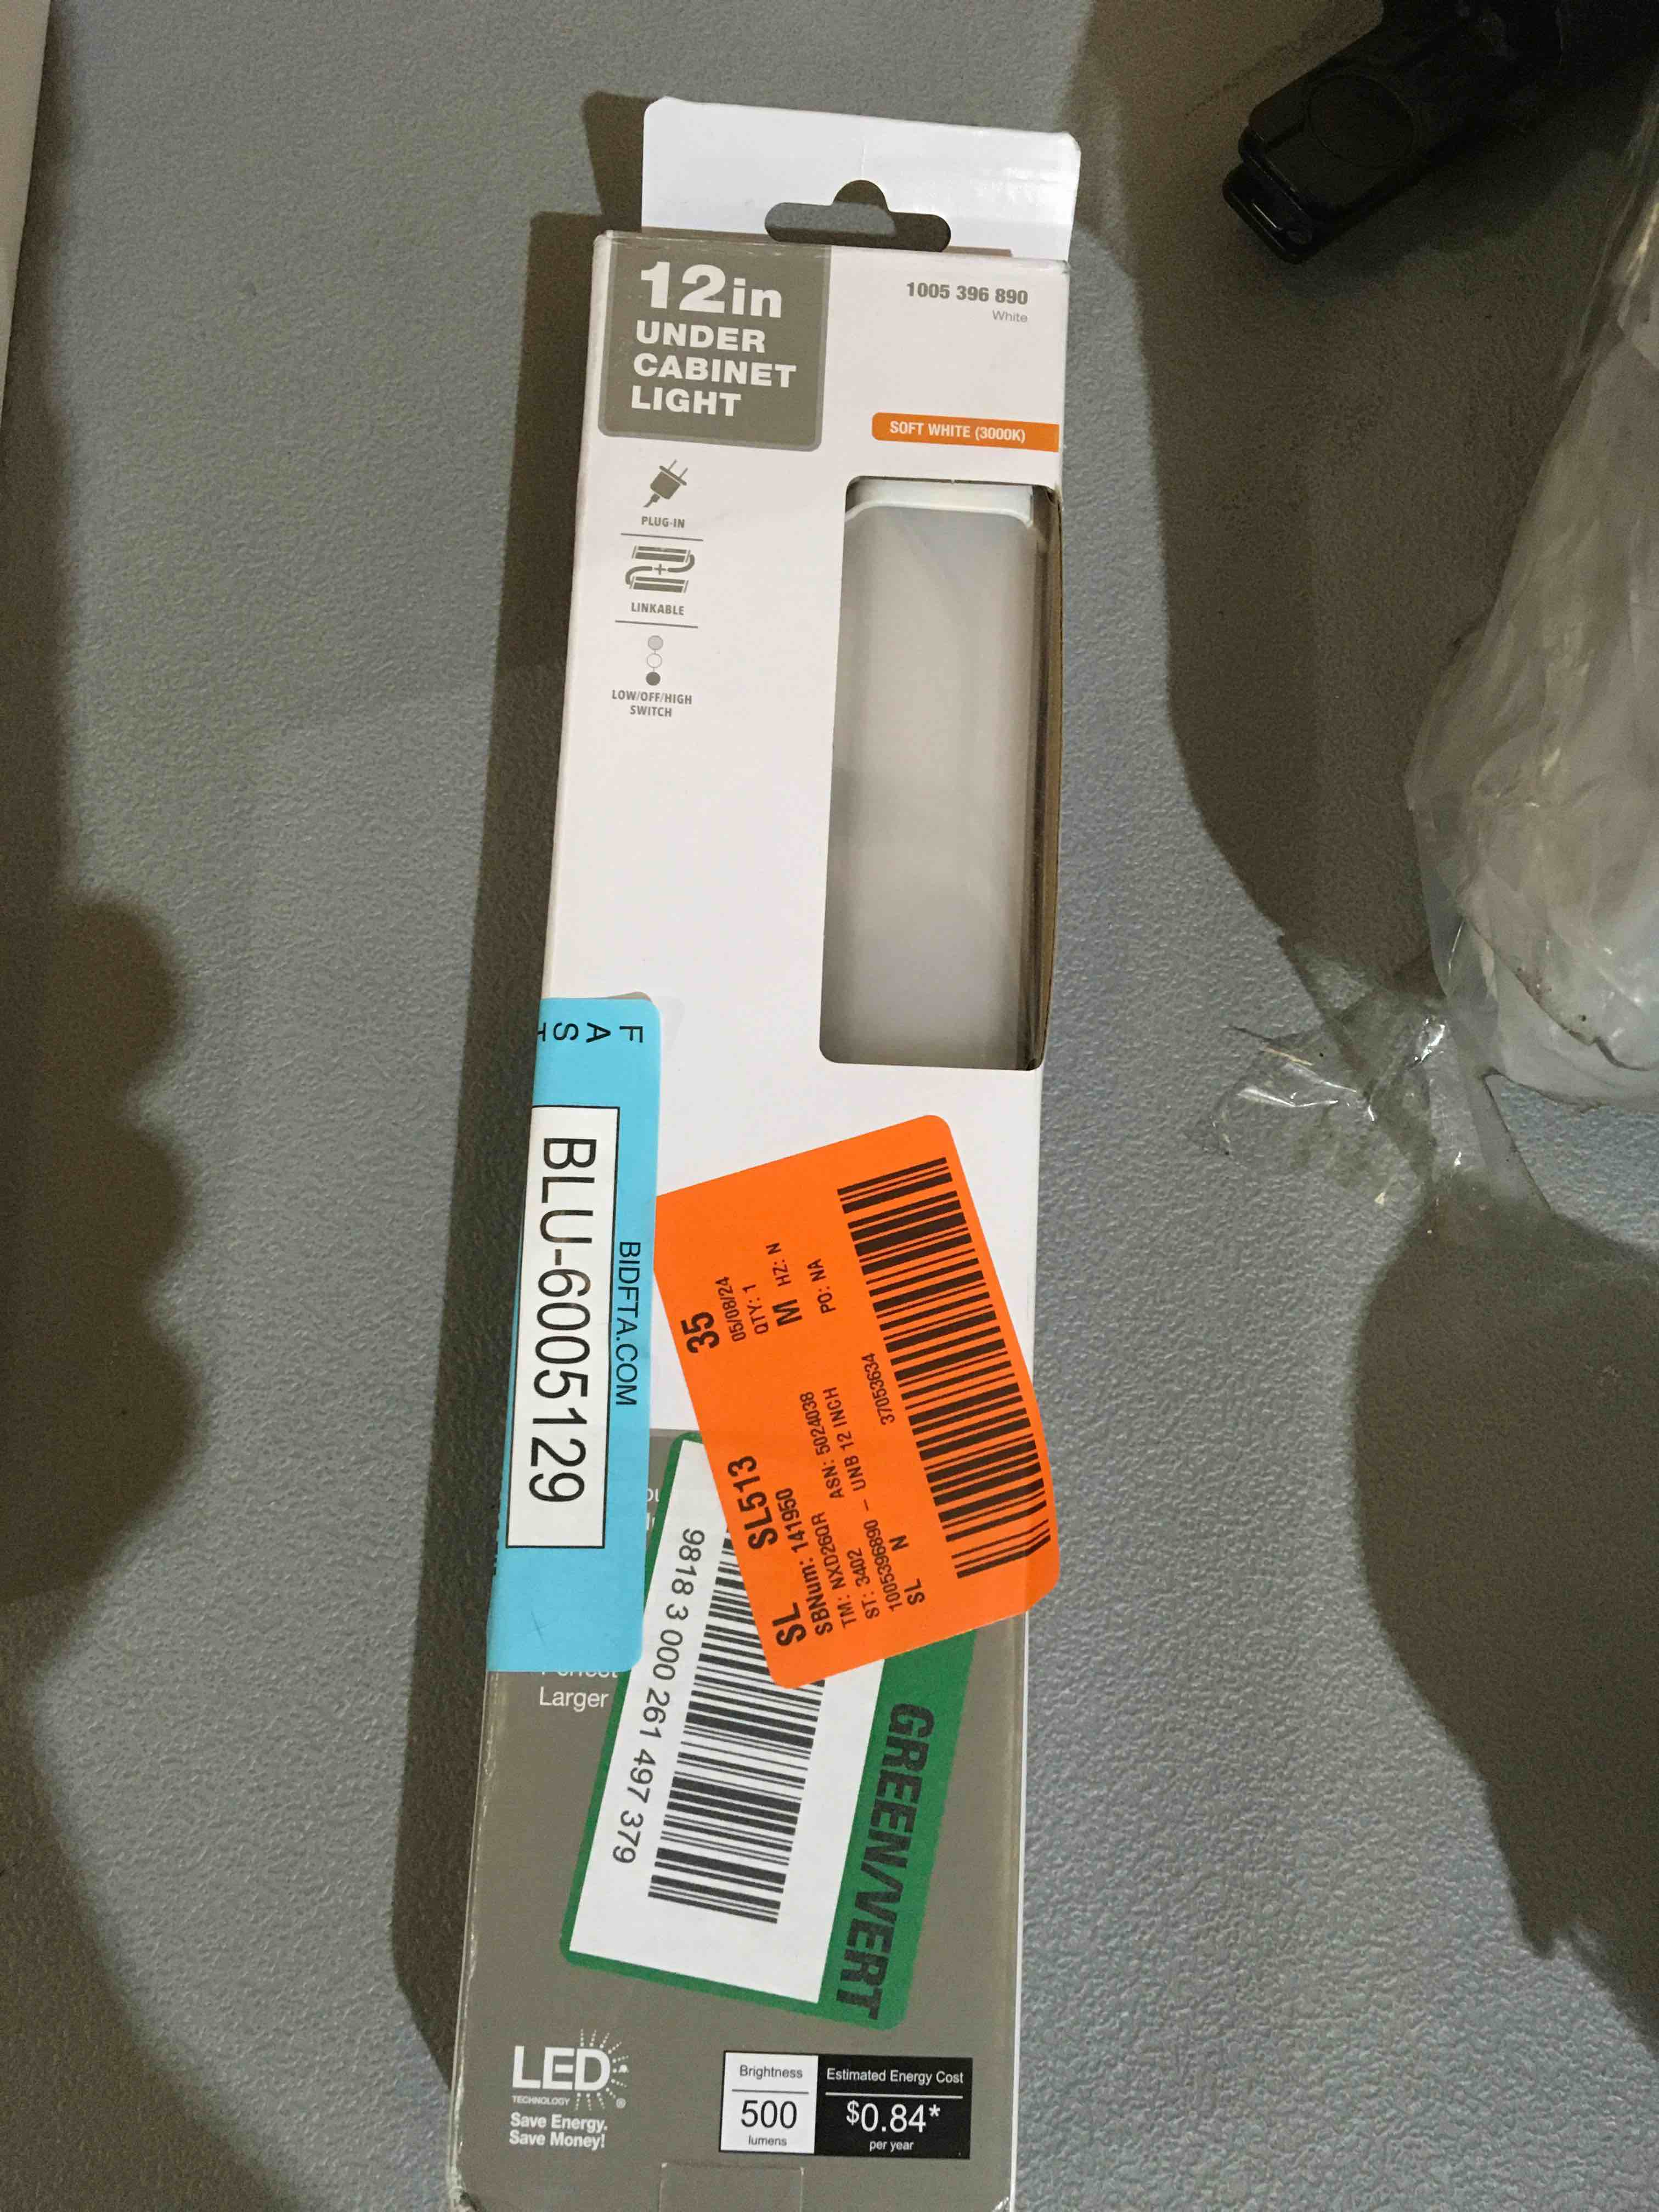 12in
UNDER
CABINET
LIGHT
1005 396 890
White
SOFT WHITE (3000K)
PLUG-IN
LINKABLE
LOW/OFF/HIGH
SWITCH
F
A
S
BIDFTA.COM
BLU-6005129
35
05/08/24
QTY: 1
M HZ: N
PO: NA
SL SL513
SBNum: 141950
TM: NXD26QR ASN: 5024038
ST: 3402
1005396890 – UNB 12 INCH
SL N
37053634
Larger
9818 3 000 261 497 379
GREEN/VERT
LED
TECHNOLOGY ®
Save Energy.
Save Money!
Brightness
500
lumens
Estimated Energy Cost
$0.84*
per year